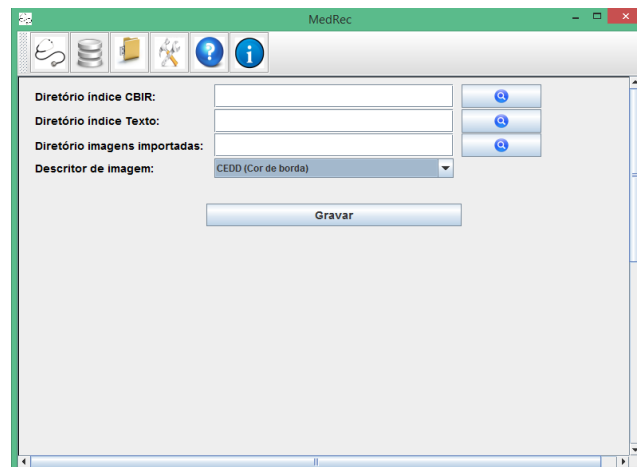 MedRec
Diretório índice CBIR:
Diretório índice Texto:
Diretório imagens importadas:
Descritor de imagem: CEDD (Cor de borda)
Gravar